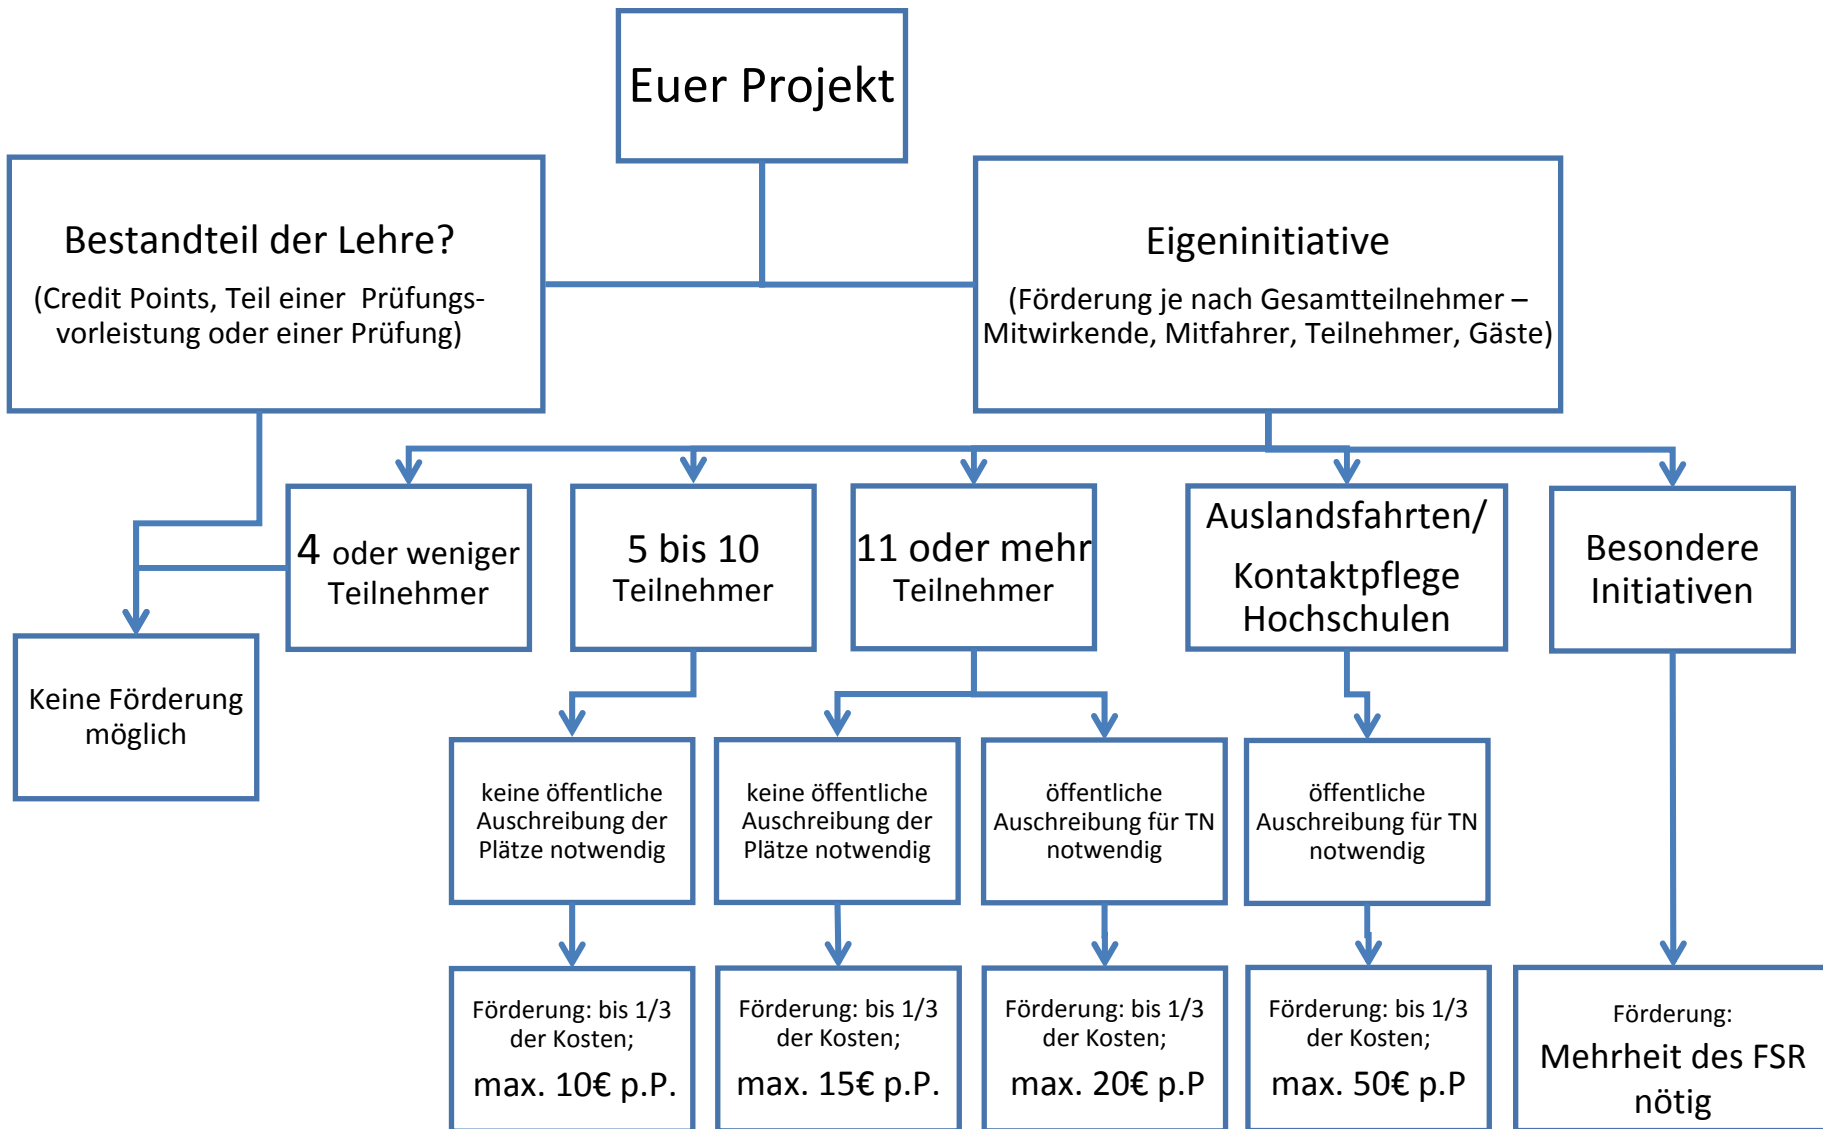 Euer Projekt
Bestandteil der Lehre?
(Credit Points, Teil einer Prüfungs-
vorleistung oder einer Prüfung)
Eigeninitiative
(Förderung je nach Gesamtteilnehmer –
Mitwirkende, Mitfahrer, Teilnehmer, Gäste)
4 oder weniger
Teilnehmer
5 bis 10
Teilnehmer
11 oder mehr
Teilnehmer
Auslandsfahrten/
Kontaktpflege
Hochschulen
Besondere
Initiativen
Keine Förderung
möglich
keine öffentliche
Auschreibung der
Plätze notwendig
keine öffentliche
Auschreibung der
Plätze notwendig
öffentliche
Auschreibung für TN
notwendig
öffentliche
Auschreibung für TN
notwendig
Förderung: bis 1/3
der Kosten;
max. 10€ p.P.
Förderung: bis 1/3
der Kosten;
max. 15€ p.P.
Förderung: bis 1/3
der Kosten;
max. 20€ p.P
Förderung: bis 1/3
der Kosten;
max. 50€ p.P
Förderung:
Mehrheit des FSR
nötig